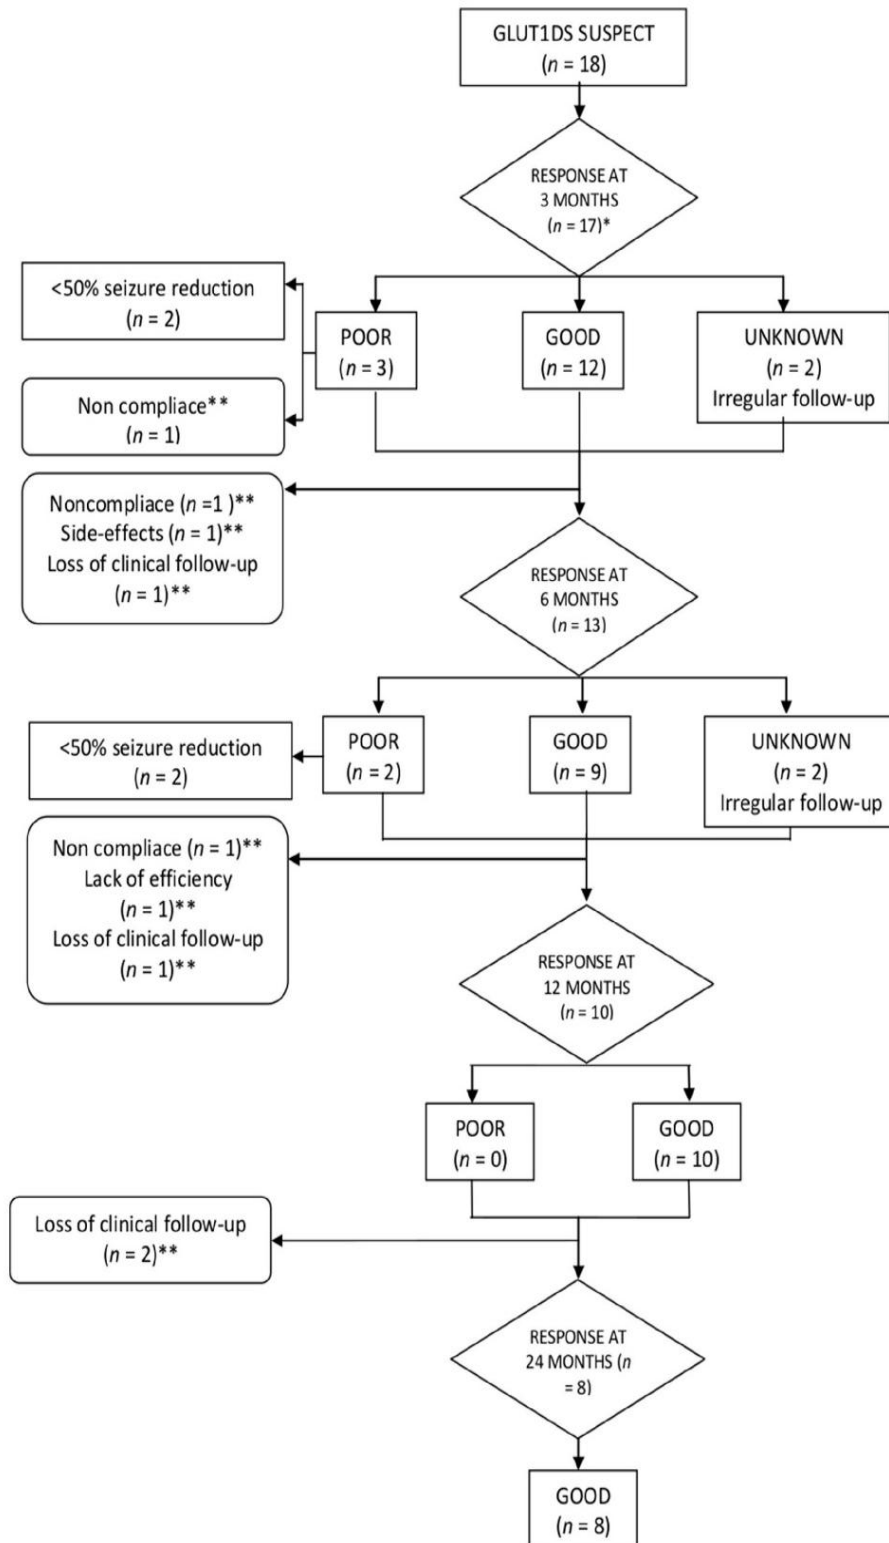 GLUT1DS SUSPECT
(n = 18)
RESPONSE AT
3 MONTHS
(n = 17)*
<50% seizure reduction
(n = 2)
POOR
(n = 3)
GOOD
(n = 12)
UNKNOWN
(n = 2)
Irregular follow-up
Non compliace**
(n = 1)
Noncompliace (n =1 )**
Side-effects (n = 1)**
Loss of clinical follow-up
(n = 1)**
RESPONSE AT
6 MONTHS
(n = 13)
<50% seizure reduction
(n = 2)
POOR
(n = 2)
GOOD
(n = 9)
UNKNOWN
(n = 2)
Irregular follow-up
Non compliace (n = 1)**
Lack of efficiency
(n = 1)**
Loss of clinical follow-up
(n = 1)**
RESPONSE AT
12 MONTHS
(n = 10)
POOR
(n = 0)
GOOD
(n = 10)
Loss of clinical follow-up
(n = 2)**
RESPONSE AT
24 MONTHS (n
= 8)
GOOD
(n = 8)